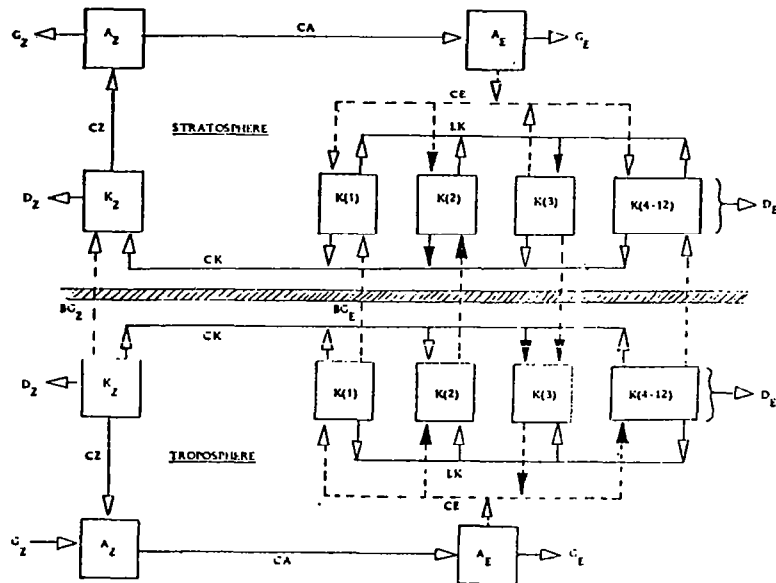 G_Z A_Z CA A_E G_E
CE
CZ STRATOSPHERE LK
D_Z K_Z K(1) K(2) K(3) K(4-12) D_E
CK
BG_Z BG_E
CK
D_Z K_Z K(1) K(2) K(3) K(4-12) D_E
CZ TROPOSPHERE LK
CE
G_Z A_Z CA A_E G_E